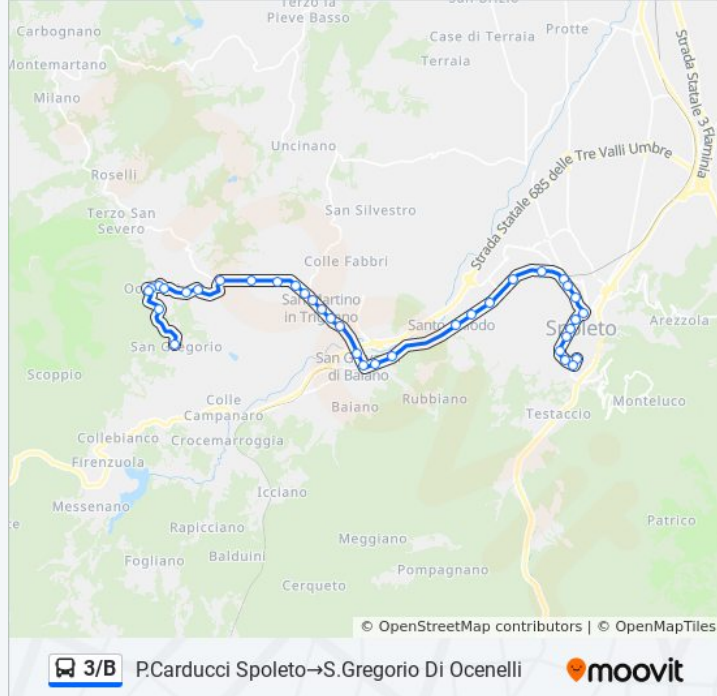 Carbognano
Terzo la
Pieve Basso
Case di Terraia
Protte
Montemartano
Terraia
Milano
Strada Statale 3 Flaminia
Uncinano
Strada Statale 685 delle Tre Valli Umbre
Roselli
Terzo San
Severo
San Silvestro
Colle Fabbri
San Martino
in Trignano
Spoleto
Arezzola
San Gregorio
di Baiano
Scoppio
Rubbiano
Monteluco
Colle
Campanaro
Baiano
Testaccio
Collebianco
Crocemarroggia
Firenzuola
Icciano
Messenano
Rapicciano
Meggiano
Patrico
Fogliano
Balduini
Pompagnano
Cerqueto
© OpenStreetMap contributors | © OpenMapTiles
3/B P.Carducci Spoleto→S.Gregorio Di Ocenelli moovit